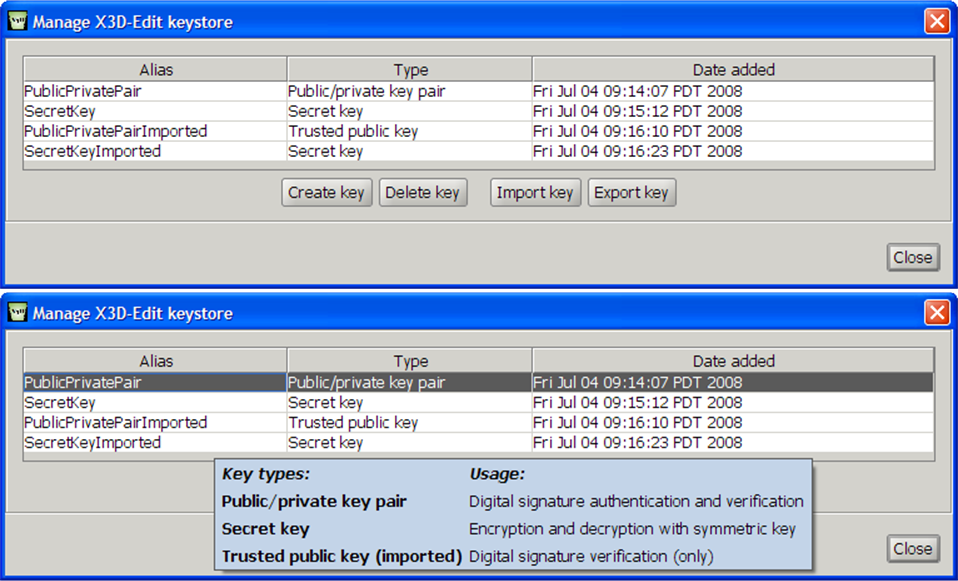 Manage X3D-Edit keystore
Alias Type Date added
PublicPrivatePair Public/private key pair Fri Jul 04 09:14:07 PDT 2008
SecretKey Secret key Fri Jul 04 09:15:12 PDT 2008
PublicPrivatePairImported Trusted public key Fri Jul 04 09:16:10 PDT 2008
SecretKeyImported Secret key Fri Jul 04 09:16:23 PDT 2008
Create key Delete key Import key Export key
Close
Manage X3D-Edit keystore
Alias Type Date added
PublicPrivatePair Public/private key pair Fri Jul 04 09:14:07 PDT 2008
SecretKey Secret key Fri Jul 04 09:15:12 PDT 2008
PublicPrivatePairImported Trusted public key Fri Jul 04 09:16:10 PDT 2008
SecretKeyImported Secret key Fri Jul 04 09:16:23 PDT 2008
Key types: Usage:
Public/private key pair Digital signature authentication and verification
Secret key Encryption and decryption with symmetric key
Trusted public key (imported) Digital signature verification (only)
Close